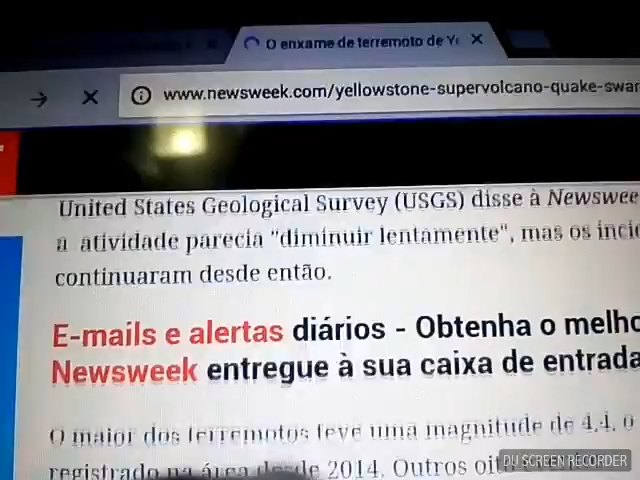 O enxame de terremoto de Y
www.newsweek.com/yellowstone-supervolcano-quake-swar
United States Geological Survey (USGS) disse à Newswee
a atividade parecia "diminuir lentamente", mas os inci
continuaram desde então.
E-mails e alertas diários - Obtenha o melho
Newsweek entregue à sua caixa de entrada
O maior dos terremotos teve uma magnitude de 4,4, o
registrado na área desde 2014. Outros oit
DU SCREEN RECORDER